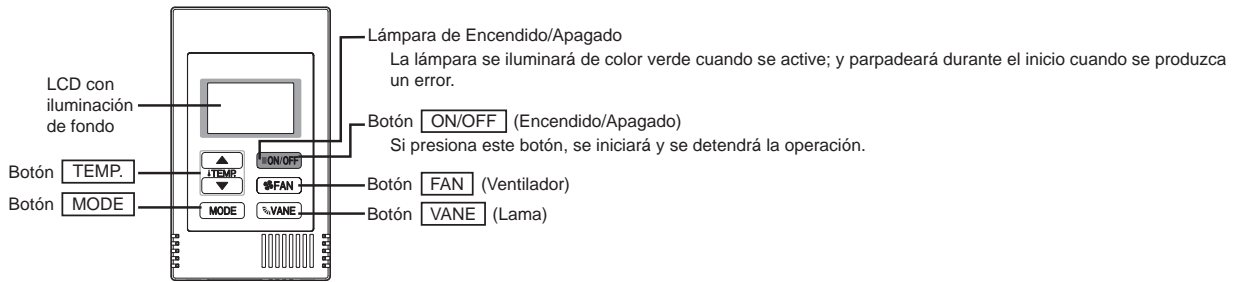 Lámpara de Encendido/Apagado
La lámpara se iluminará de color verde cuando se active; y parpadeará durante el inicio cuando se produzca
un error.
LCD con
iluminación
de fondo
Botón ON/OFF (Encendido/Apagado)
Si presiona este botón, se iniciará y se detendrá la operación.
Botón TEMP.
Botón MODE
ON/OFF
TEMP.
FAN
MODE
VANE
Botón FAN (Ventilador)
Botón VANE (Lama)